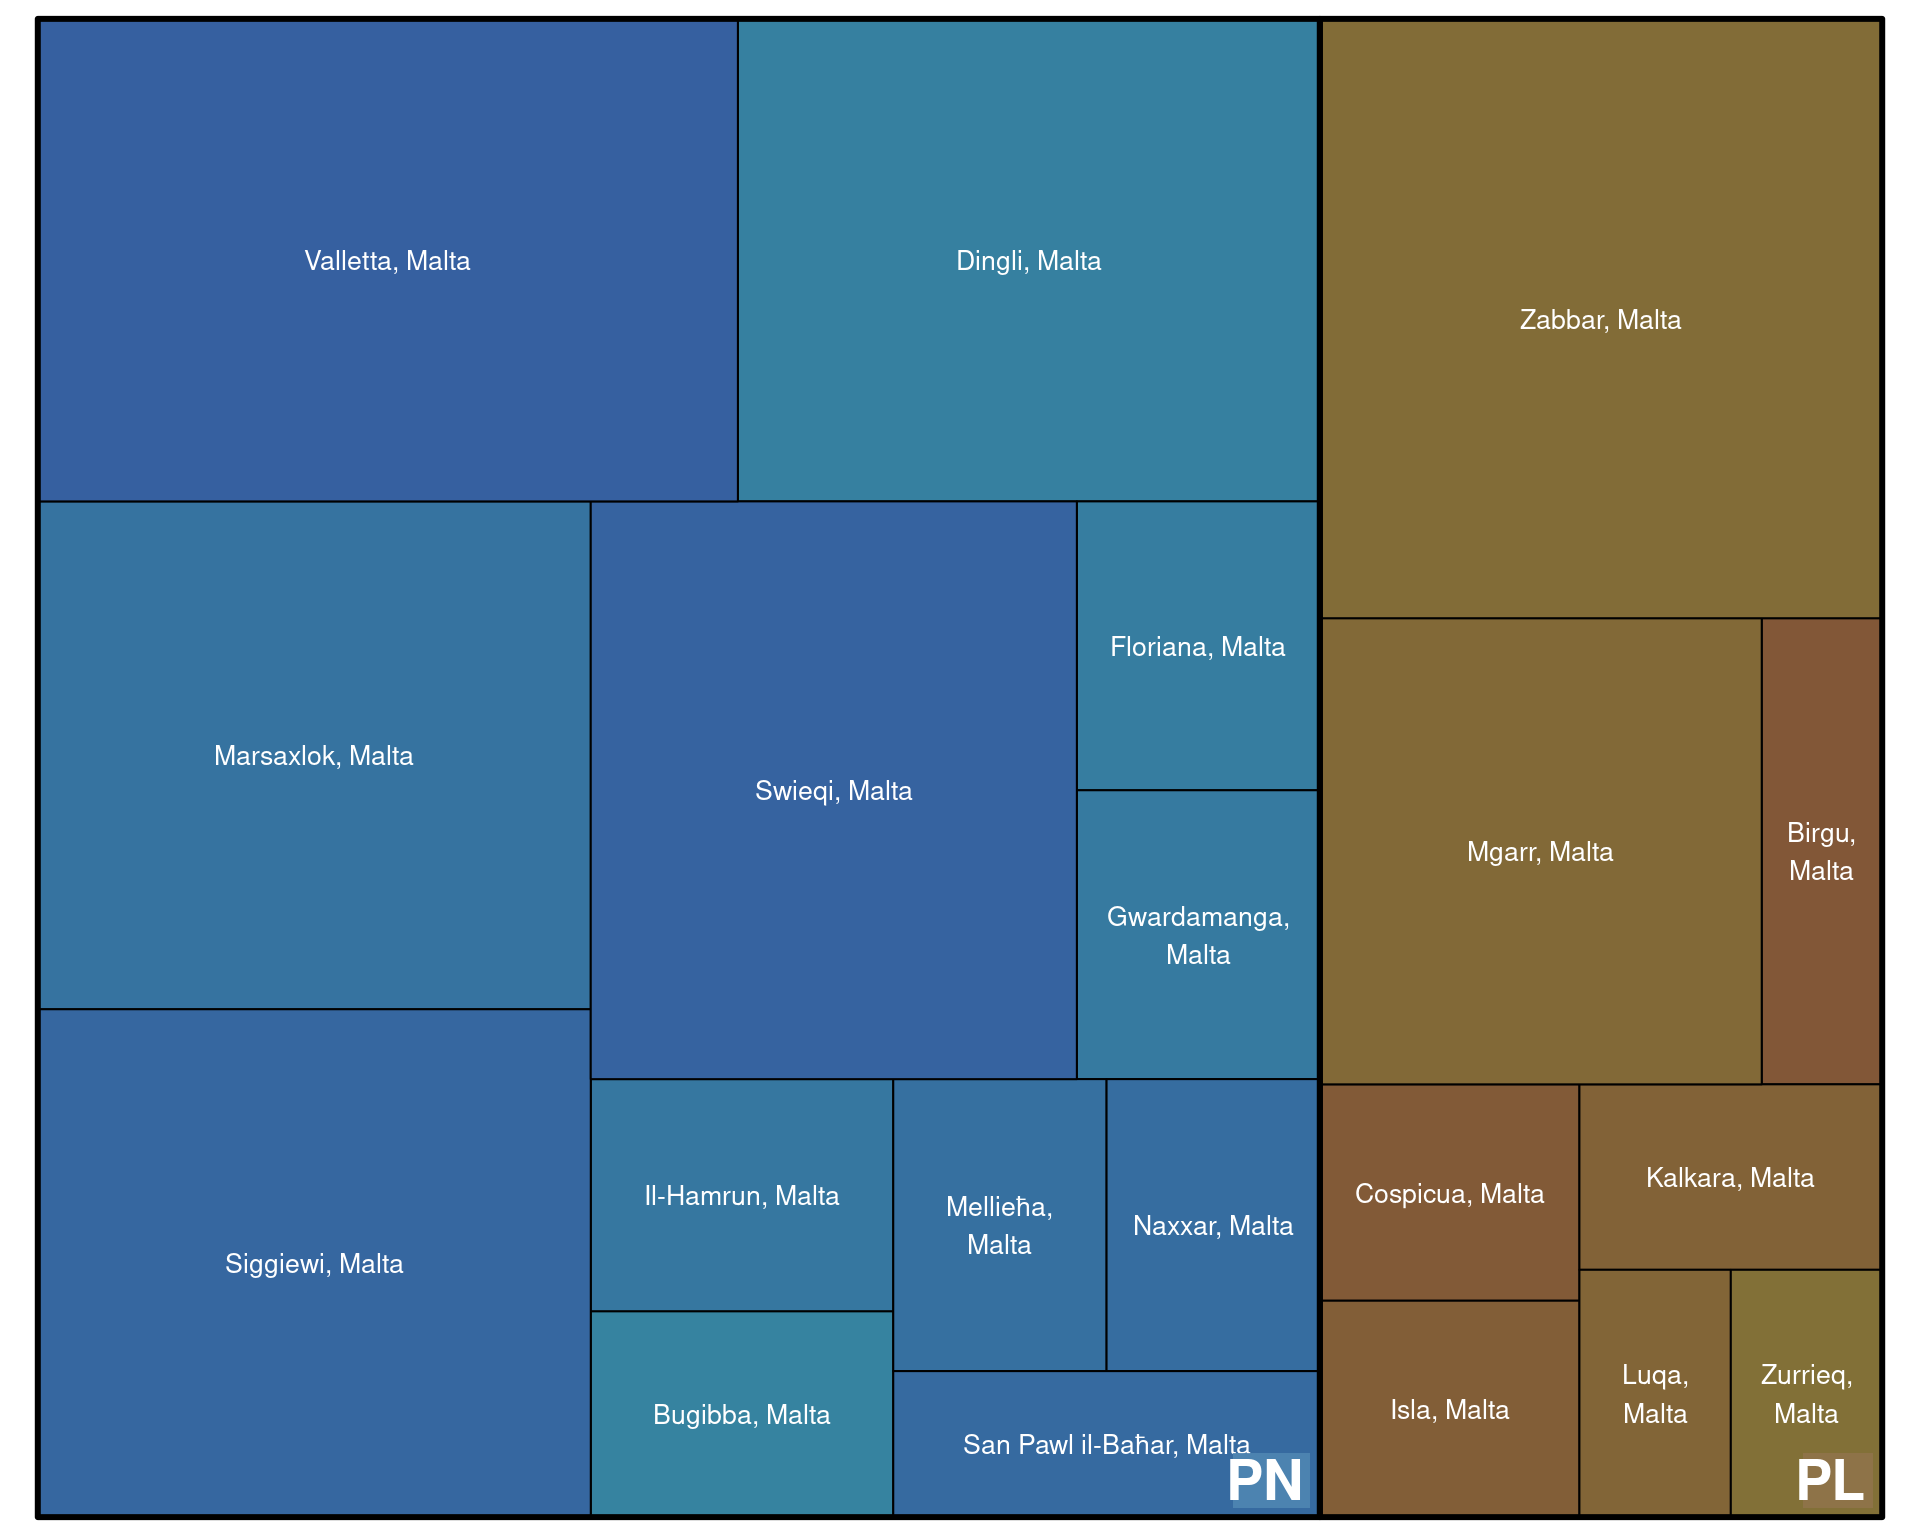 Valletta, Malta
Dingli, Malta
Zabbar, Malta
Marsaxlok, Malta
Swieqi, Malta
Floriana, Malta
Gwardamanga,
Malta
Mgarr, Malta
Birgu,
Malta
Siggiewi, Malta
Il-Hamrun, Malta
Mellieħa,
Malta
Naxxar, Malta
Bugibba, Malta
San Pawl il-Baħar, Malta
PN
Cospicua, Malta
Kalkara, Malta
Isla, Malta
Luqa,
Malta
Zurrieq,
Malta
PL